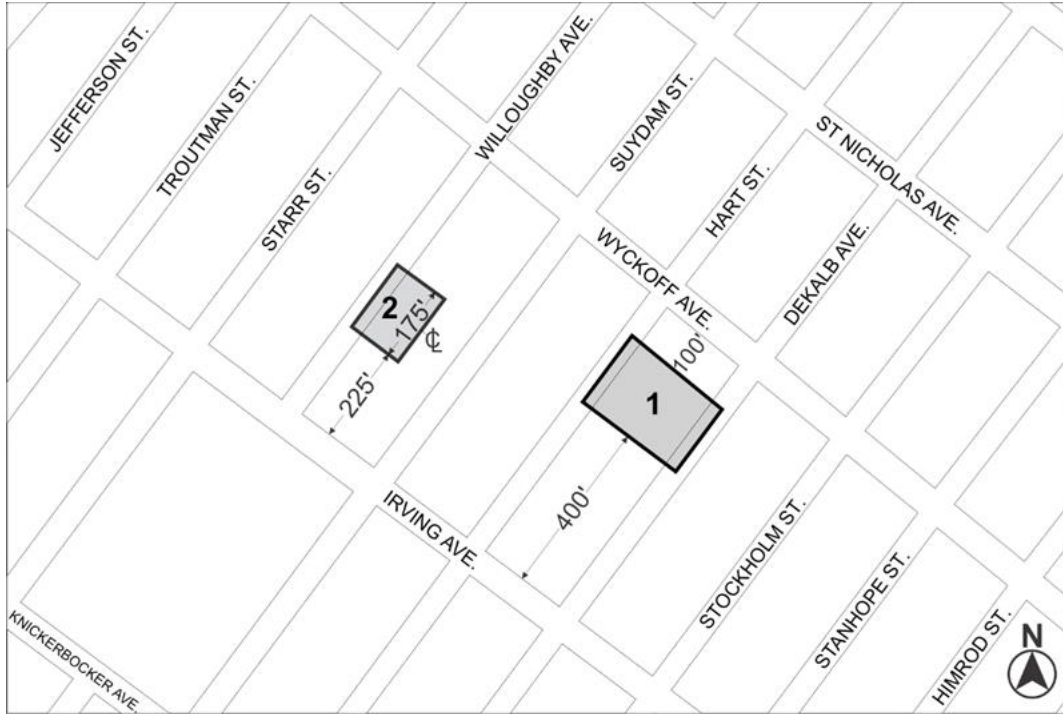 JEFFERSON ST.
TROUTMAN ST.
STARR ST.
WILLOUGHBY AVE.
SUYDAM ST.
HART ST.
ST NICHOLAS AVE.
WYCKOFF AVE.
DEKALB AVE.
2
175'
℄
225'
100'
1
400'
IRVING AVE.
STOCKHOLM ST.
STANHOPE ST.
HIMROD ST.
KNICKERBOCKER AVE.
N